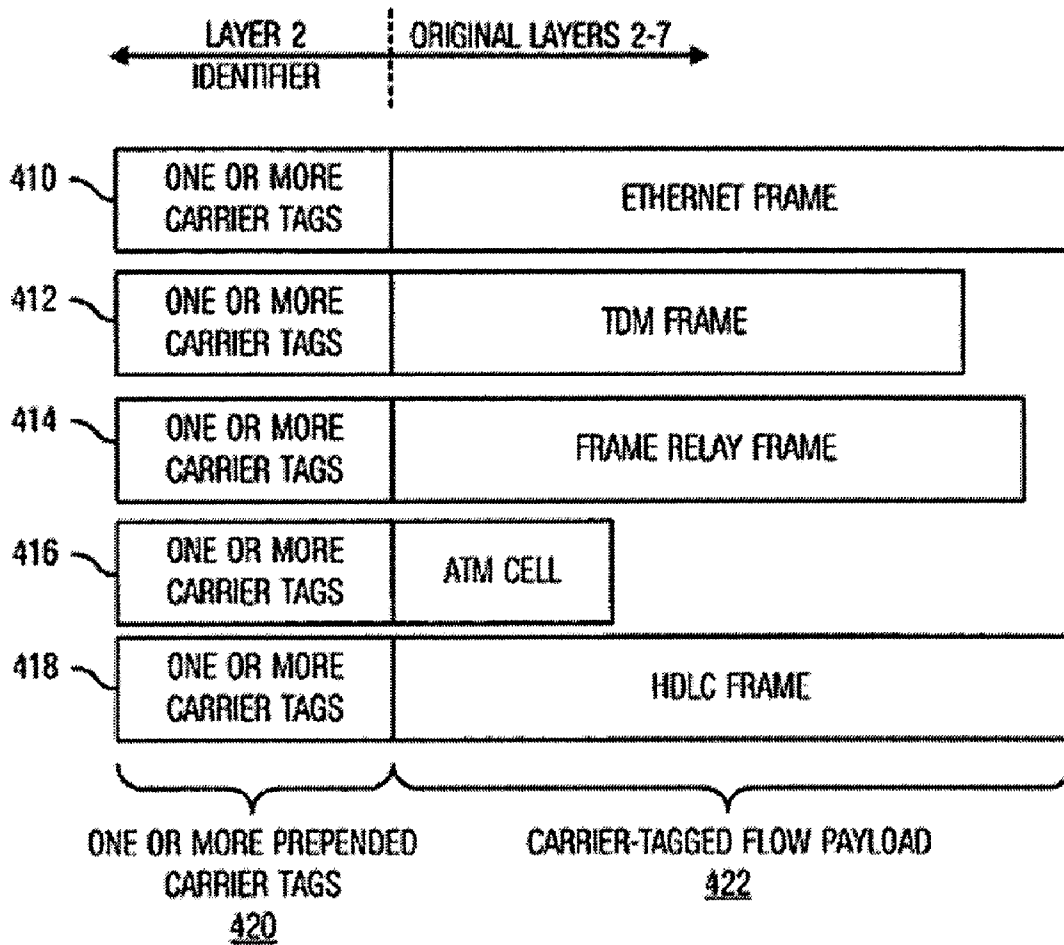 LAYER 2
IDENTIFIER
ORIGINAL LAYERS 2-7
410
ONE OR MORE
CARRIER TAGS
ETHERNET FRAME
412
ONE OR MORE
CARRIER TAGS
TDM FRAME
414
ONE OR MORE
CARRIER TAGS
FRAME RELAY FRAME
416
ONE OR MORE
CARRIER TAGS
ATM CELL
418
ONE OR MORE
CARRIER TAGS
HDLC FRAME
ONE OR MORE PREPENDED
CARRIER TAGS
420
CARRIER-TAGGED FLOW PAYLOAD
422